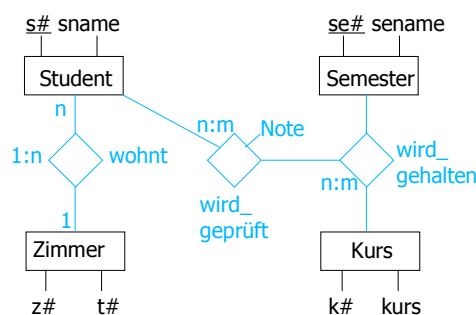 s# sname
se# sename
Student
Semester
n
n:m
Note
1:n
wohnt
wird_
gehalten
n:m
wird_
geprüft
1
Zimmer
Kurs
z# t#
k# kurs